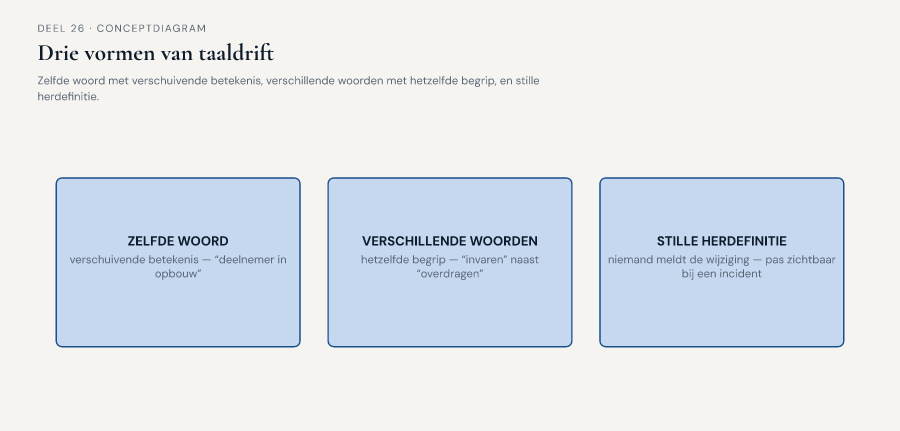 DEEL 26 · CONCEPTDIAGRAM
Drie vormen van taaldrift
Zelfde woord met verschuivende betekenis, verschillende woorden met hetzelfde begrip, en stille
herdefinitie.
ZELFDE WOORD
verschuivende betekenis — “deelnemer in
opbouw”
VERSCHILLENDE WOORDEN
hetzelfde begrip — “invaren” naast
“overdragen”
STILLE HERDEFINITIE
niemand meldt de wijziging — pas zichtbaar
bij een incident